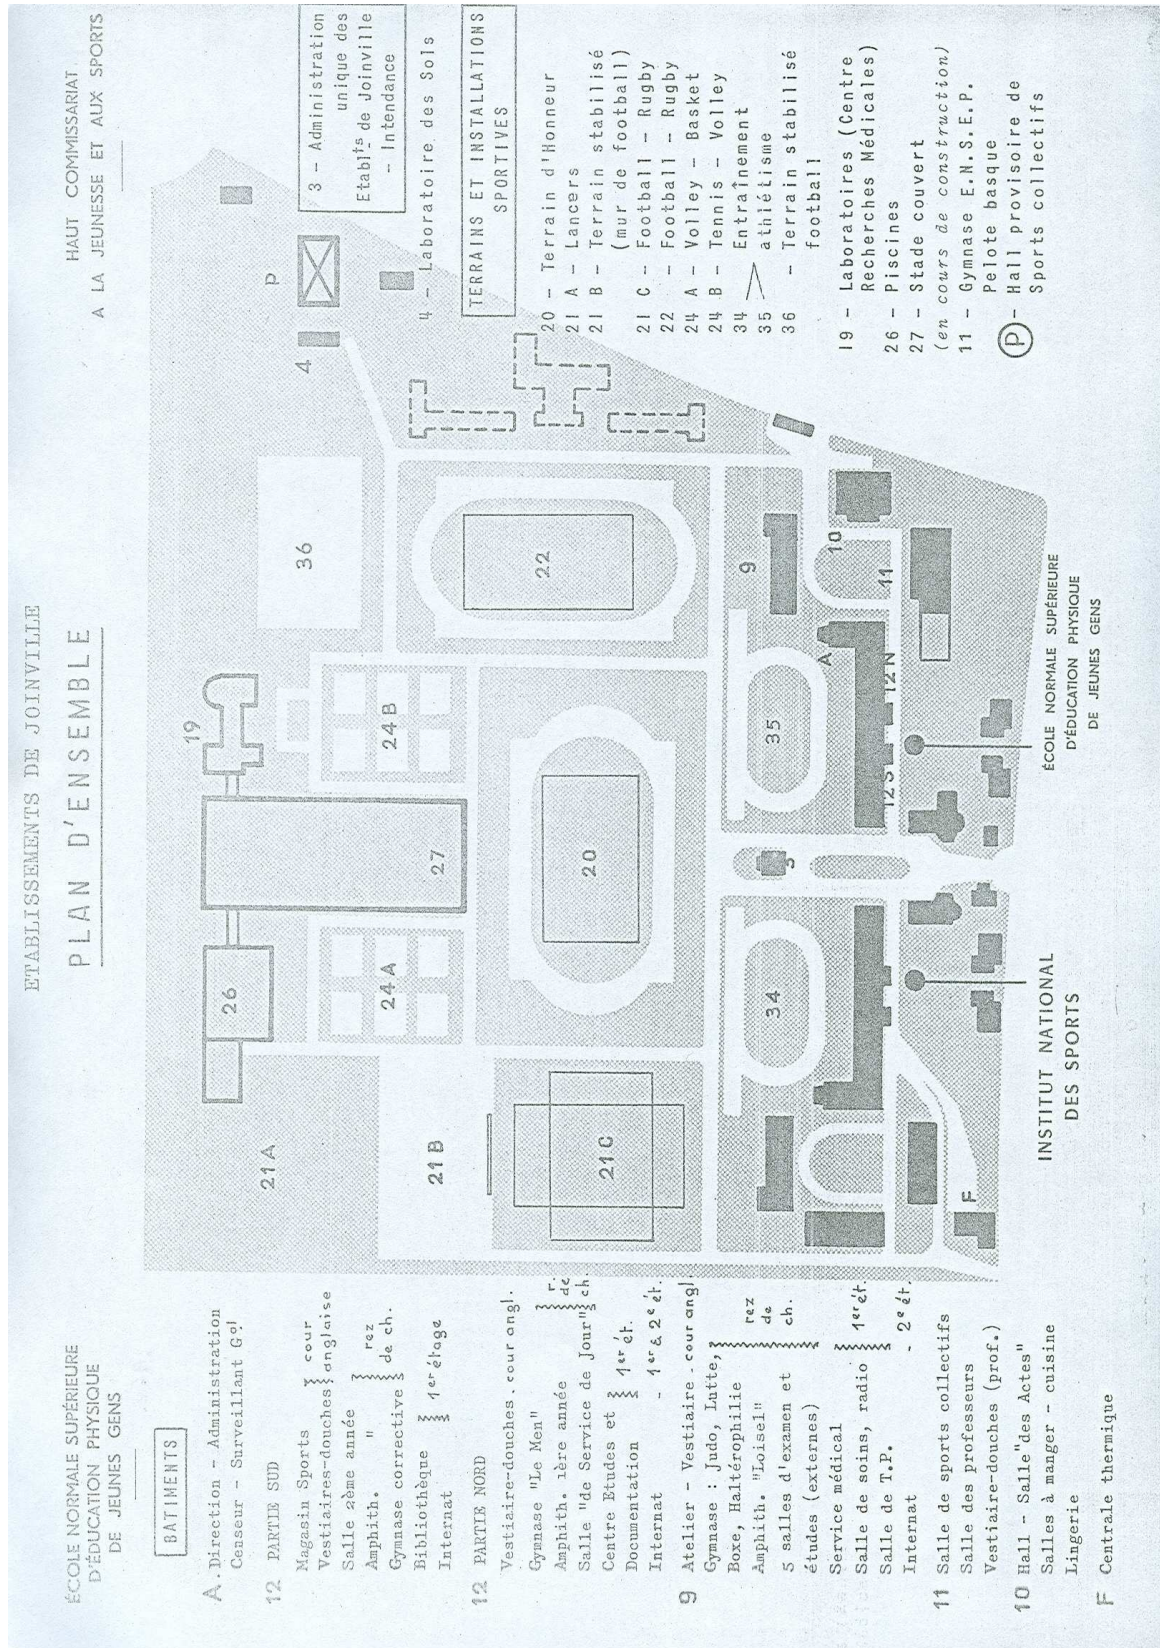 ÉCOLE NORMALE SUPÉRIEURE
D'ÉDUCATION PHYSIQUE
DE JEUNES GENS
ETABLISSEMENTS DE JOINVILLE
PLAN D'ENSEMBLE
HAUT COMMISSARIAT
A LA JEUNESSE ET AUX SPORTS
BATIMENTS
A. Direction - Administration
Censeur - Surveillant Gal
12 PARTIE SUD
Magasin Sports
Vestiaires-douches } cour anglaise
Salle 2ème année
Amphith. "
Gymnase corrective } rez de ch.
Bibliothèque
Internat } 1er étage
12 PARTIE NORD
Vestiaire-douches . cour angl.
Gymnase "Le Men"
Amphith. 1ere année
Salle "de Service de Jour" } r. de ch.
Centre Etudes et
Documentation } 1er ét.
Internat - 1er & 2e ét.
9 Atelier - Vestiaire . cour angl.
Gymnase : Judo, Lutte,
Boxe, Haltérophilie
Amphith. "Loisel"
5 salles d'examen et
études (externes) } rez de ch.
Service médical
Salle de soins, radio
Salle de T.P. } 1er ét.
Internat - 2e ét.
11 Salle de sports collectifs
Salle des professeurs
Vestiaire-douches (prof.)
10 Hall - Salle "des Actes"
Salles à manger - cuisine
Lingerie
F Centrale thermique
21A
26
19
27
24A
24B
36
4
P
21B
21C
20
22
34
35
3
9
A
10
11
12S
12N
F
INSTITUT NATIONAL
DES SPORTS
ÉCOLE NORMALE SUPÉRIEURE
D'ÉDUCATION PHYSIQUE
DE JEUNES GENS
3 - Administration
unique des
Etablts de Joinville
- Intendance
4 - Laboratoire des Sols
TERRAINS ET INSTALLATIONS
SPORTIVES
20 - Terrain d'Honneur
21 A - Lancers
21 B - Terrain stabilisé
(mur de football)
21 C - Football - Rugby
22 - Football - Rugby
24 A - Volley - Basket
24 B - Tennis - Volley
34 Entraînement
35 > athlétisme
36 - Terrain stabilisé
football
19 - Laboratoires (Centre
Recherches Médicales)
26 - Piscines
27 - Stade couvert
(en cours de construction)
11 - Gymnase E.N.S.E.P.
Pelote basque
P - Hall provisoire de
Sports collectifs